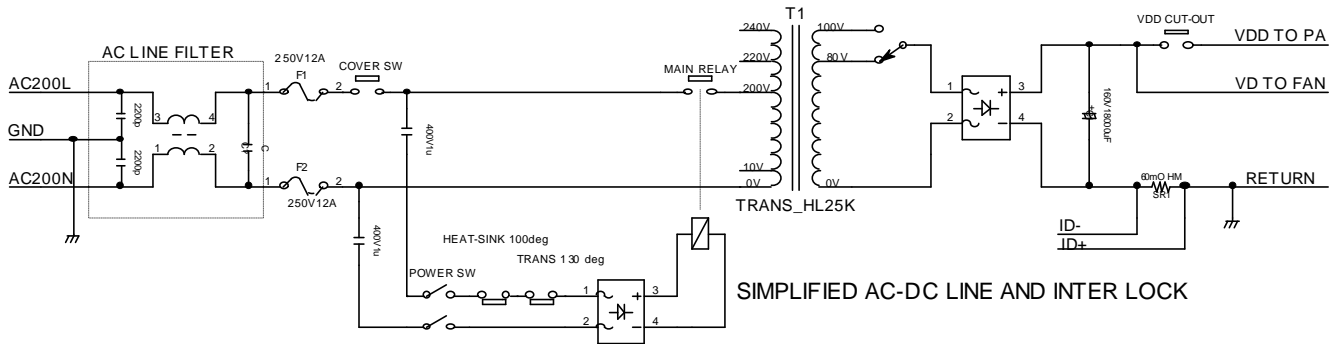 T1
VDD CUT-OUT
240V
100V
VDD TO PA
AC LINE FILTER
250V12A
F1
COVER SW
MAIN RELAY
220V
80V
AC200L
1
2
200V
1
3
VD TO FAN
2200p
3
4
160V18000uF
GND
400V1u
2
4
2200p
1
2
C
F2
10V
60mOHM
AC200N
1
2
0V
0V
SR1
RETURN
250V12A
TRANS_HL25K
ID-
400V1u
HEAT-SINK 100deg
ID+
TRANS 130 deg
POWER SW
1
3
SIMPLIFIED AC-DC LINE AND INTER LOCK
2
4